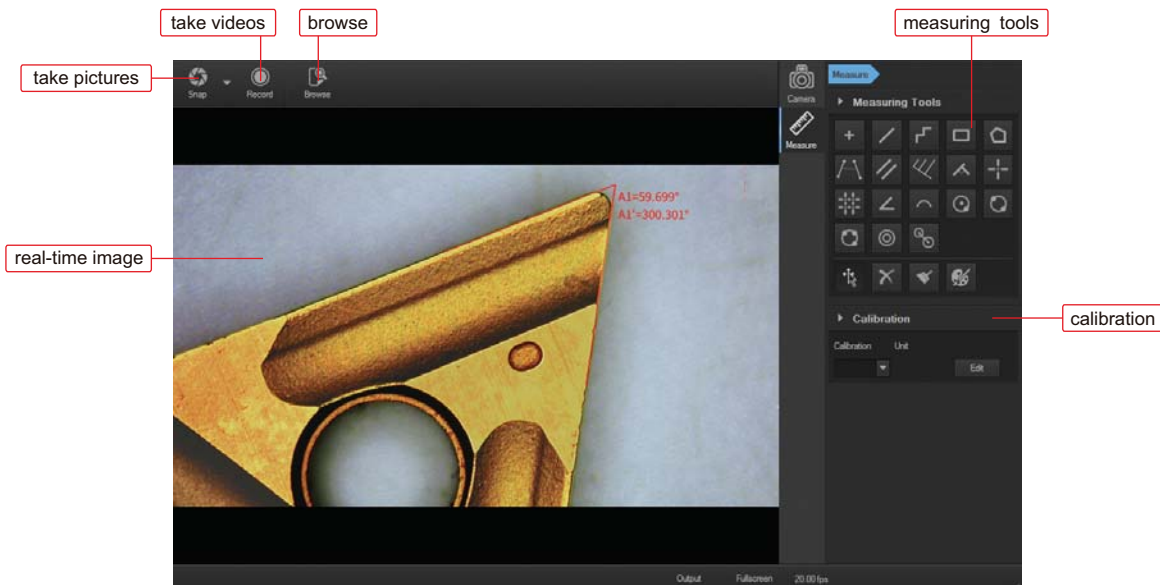 take videos
browse
measuring tools
take pictures
Snap
Record
Browse
Camera
Measure
Measure
Measuring Tools
A1=59.699°
A1'=300.301°
real-time image
Calibration
calibration
Calibration Unit
Edit
Output Fullscreen 20.00 fps